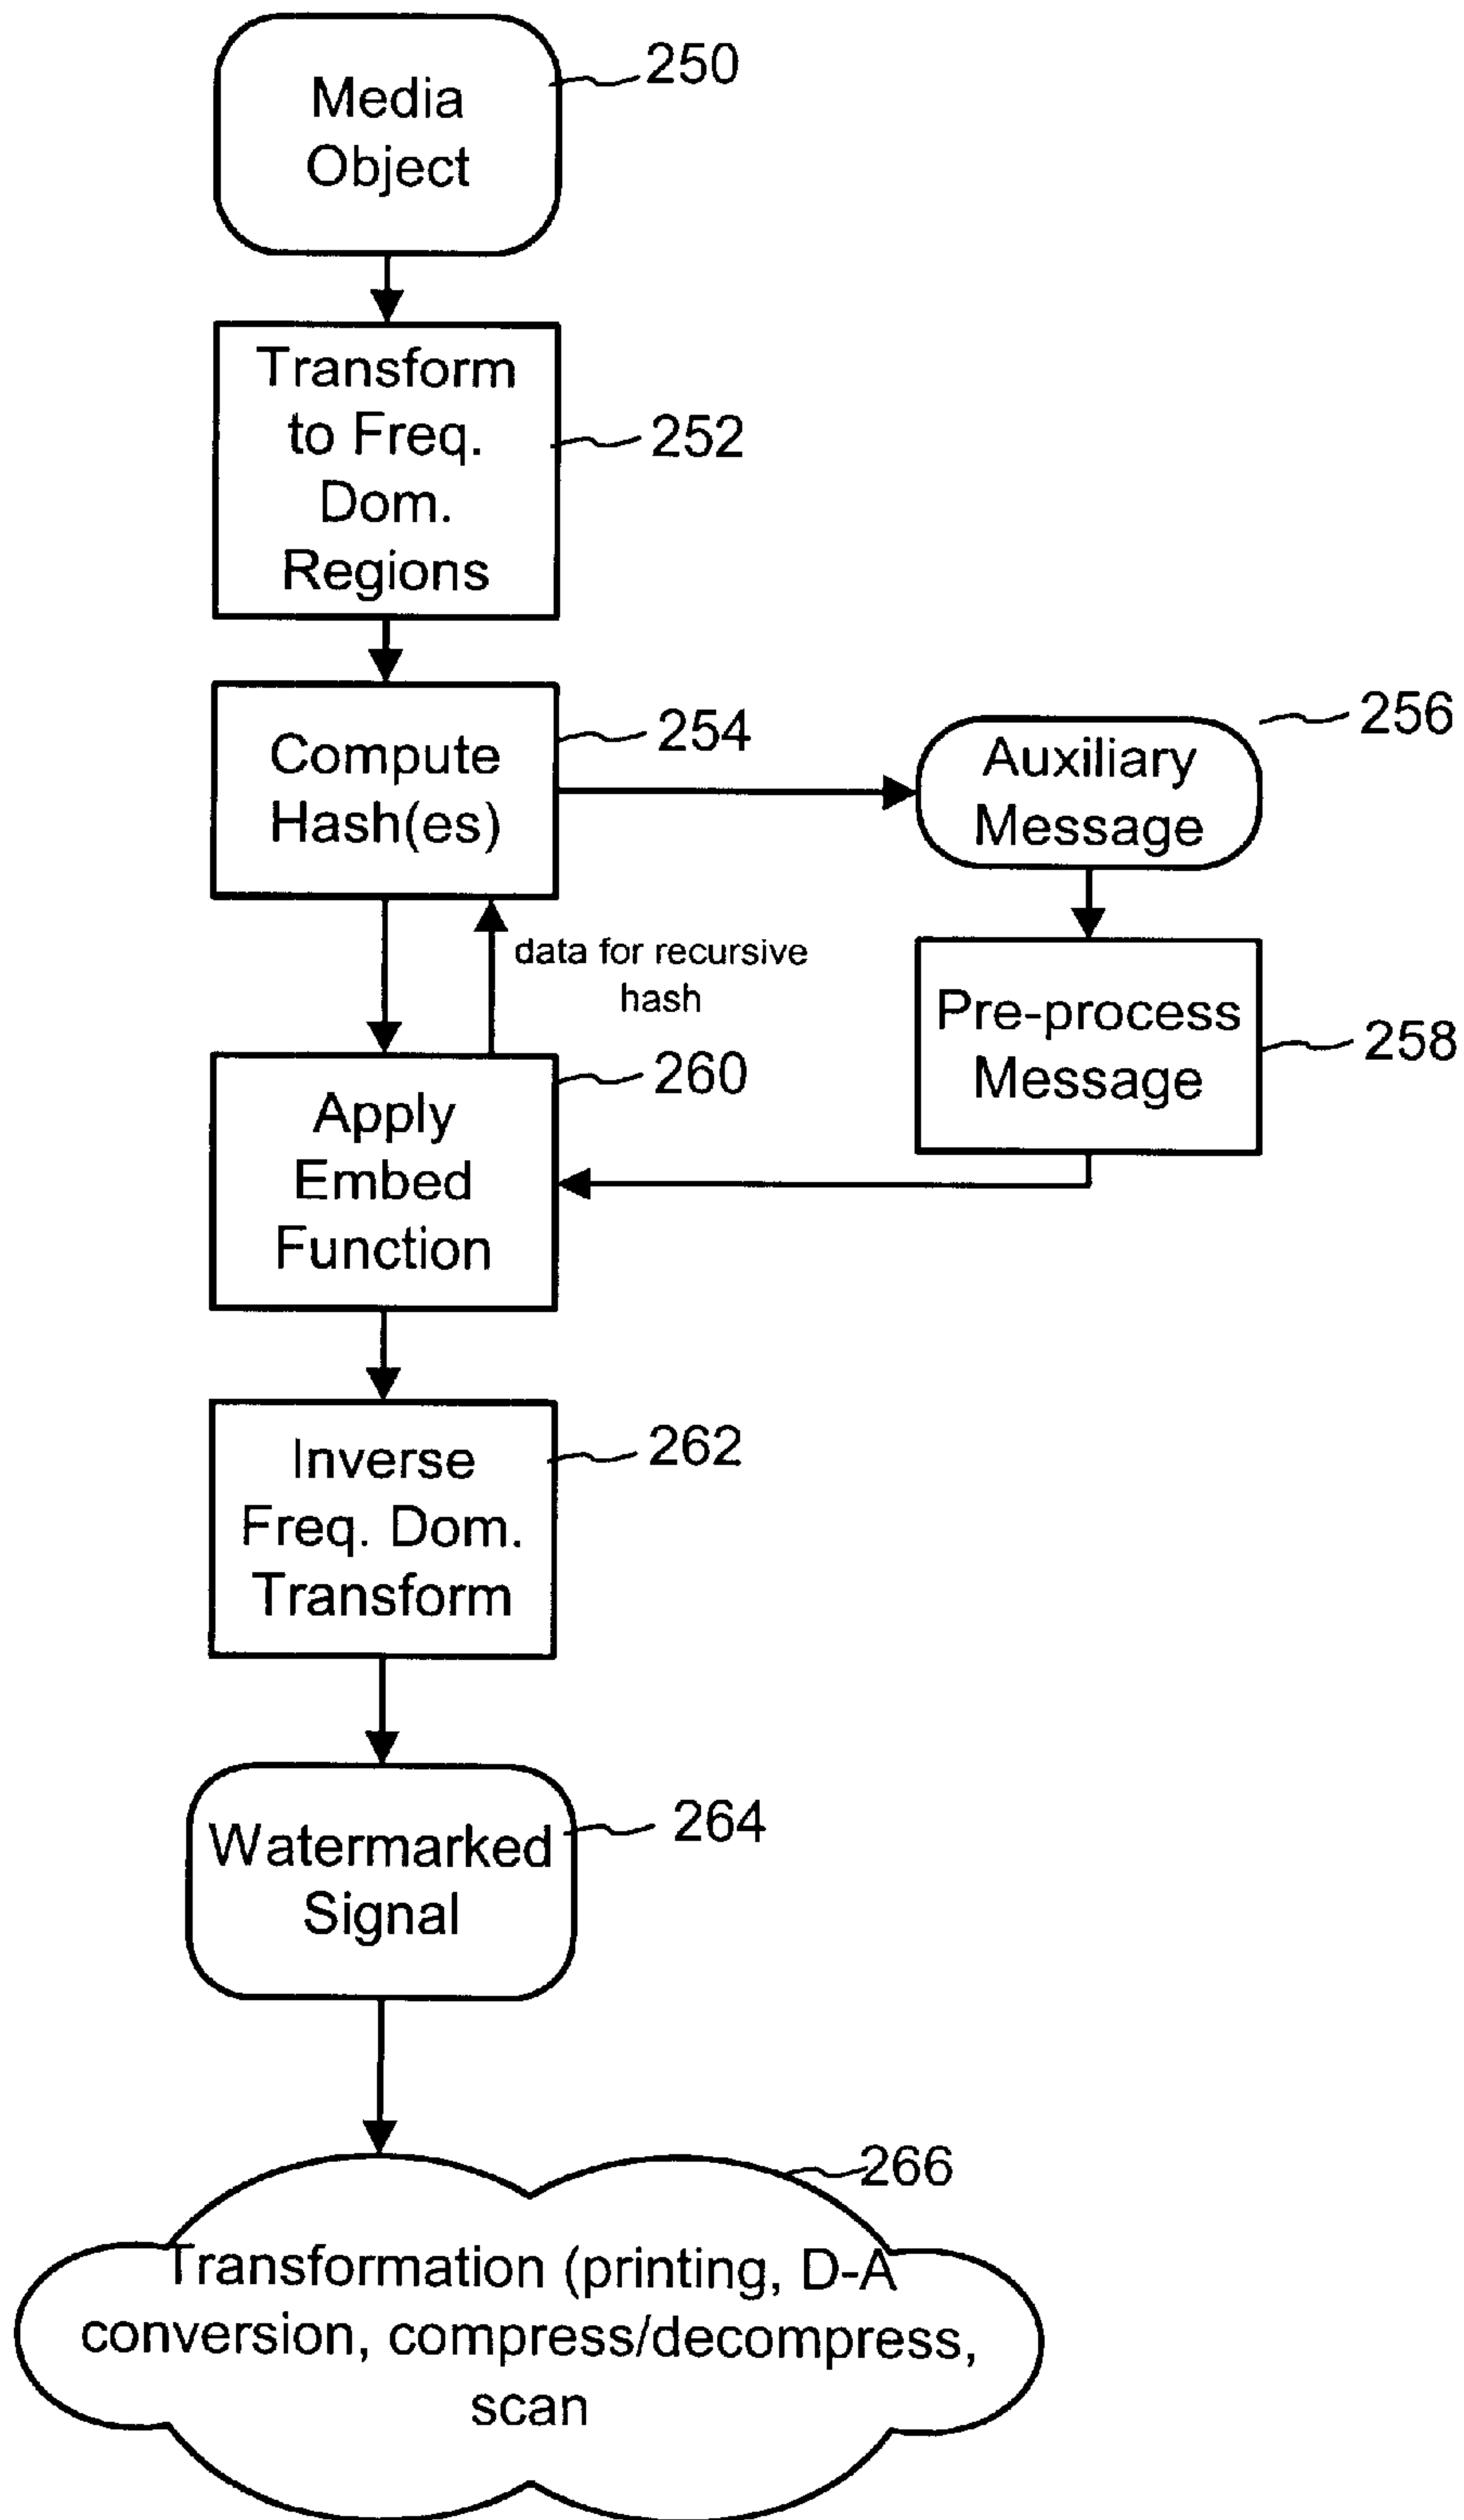 Media
Object
250
Transform
to Freq.
Dom.
Regions
252
Compute
Hash(es)
254
Auxiliary
Message
256
data for recursive
hash
Pre-process
Message
258
Apply
Embed
Function
260
Inverse
Freq. Dom.
Transform
262
Watermarked
Signal
264
266
Transformation (printing, D-A
conversion, compress/decompress,
scan